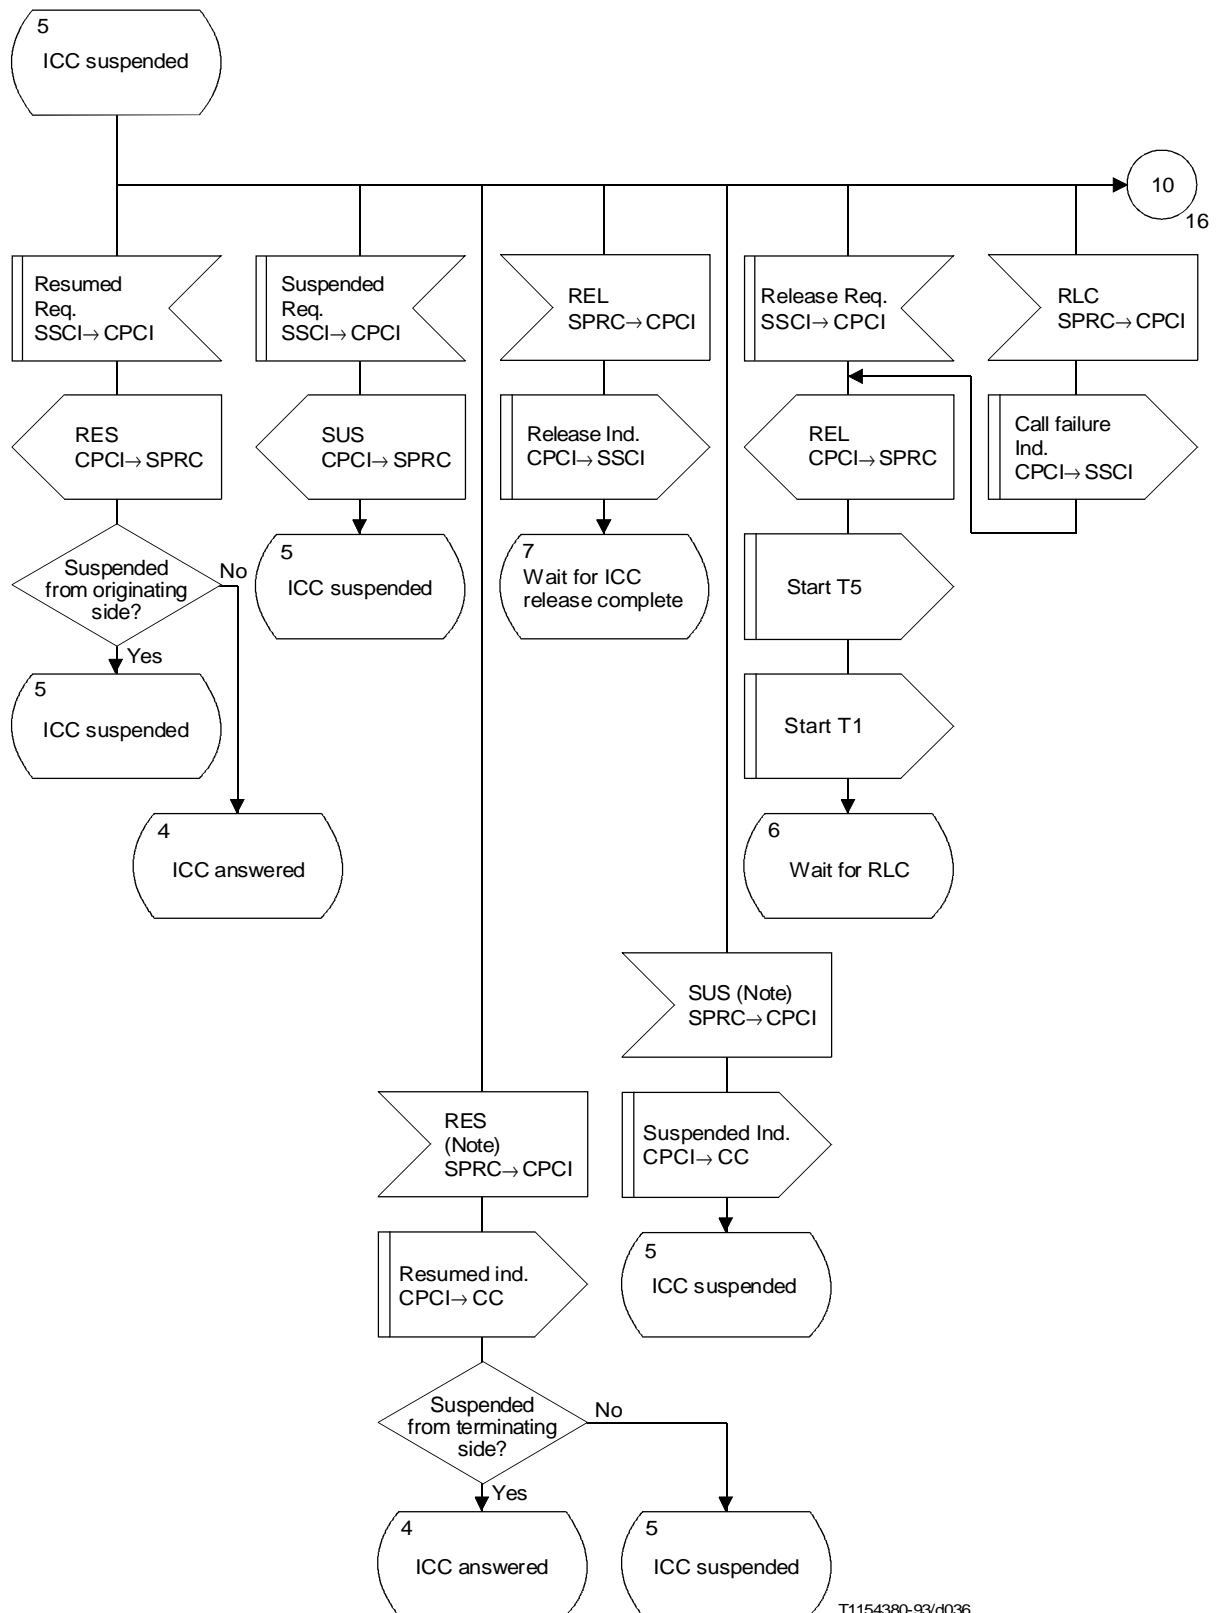 5
ICC suspended
10
16
Resumed
Req.
SSCI→CPCI
Suspended
Req.
SSCI→CPCI
REL
SPRC→CPCI
Release Req.
SSCI→CPCI
RLC
SPRC→CPCI
RES
CPCI→SPRC
SUS
CPCI→SPRC
Release Ind.
CPCI→SSCI
REL
CPCI→SPRC
Call failure
Ind.
CPCI→SSCI
Suspended
from originating
side?
No
Yes
5
ICC suspended
7
Wait for ICC
release complete
Start T5
5
ICC suspended
Start T1
4
ICC answered
6
Wait for RLC
SUS (Note)
SPRC→CPCI
RES
(Note)
SPRC→CPCI
Suspended Ind.
CPCI→CC
Resumed ind.
CPCI→CC
5
ICC suspended
Suspended
from terminating
side?
No
Yes
4
ICC answered
5
ICC suspended
T1154380-93/d036